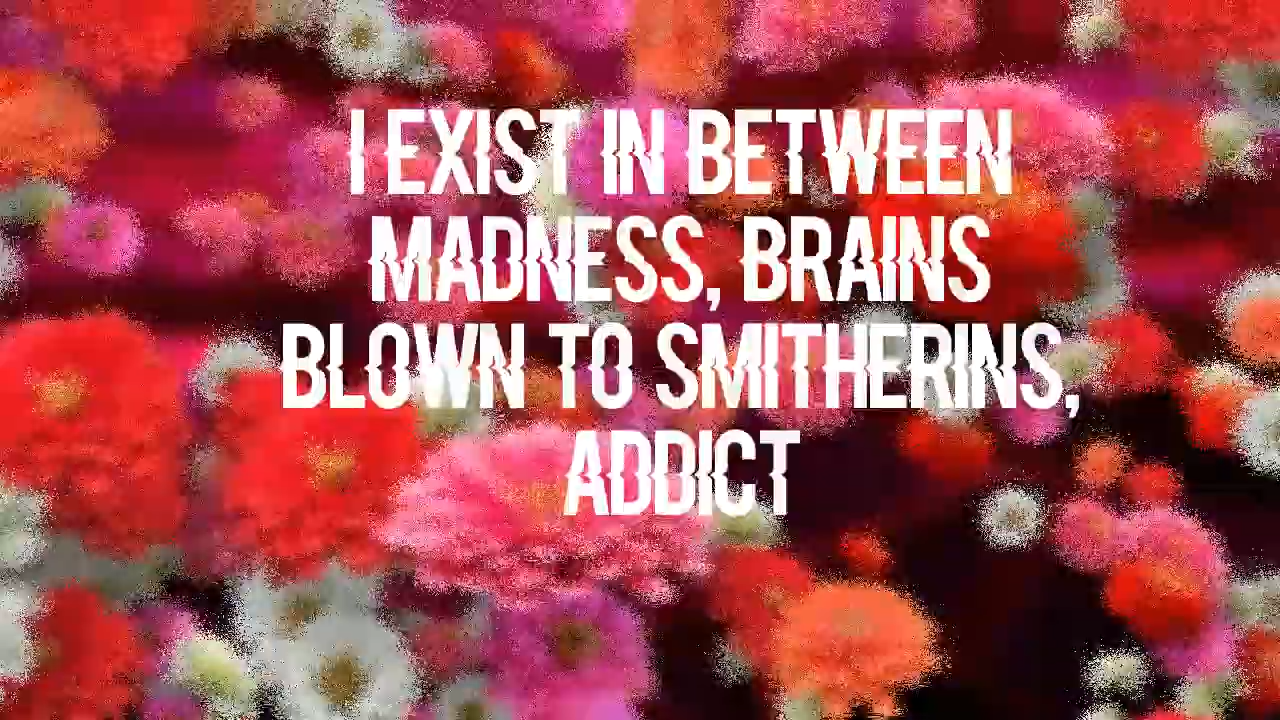 I EXIST IN BETWEEN
MADNESS, BRAINS
BLOWN TO SMITHERINS,
ADDICT